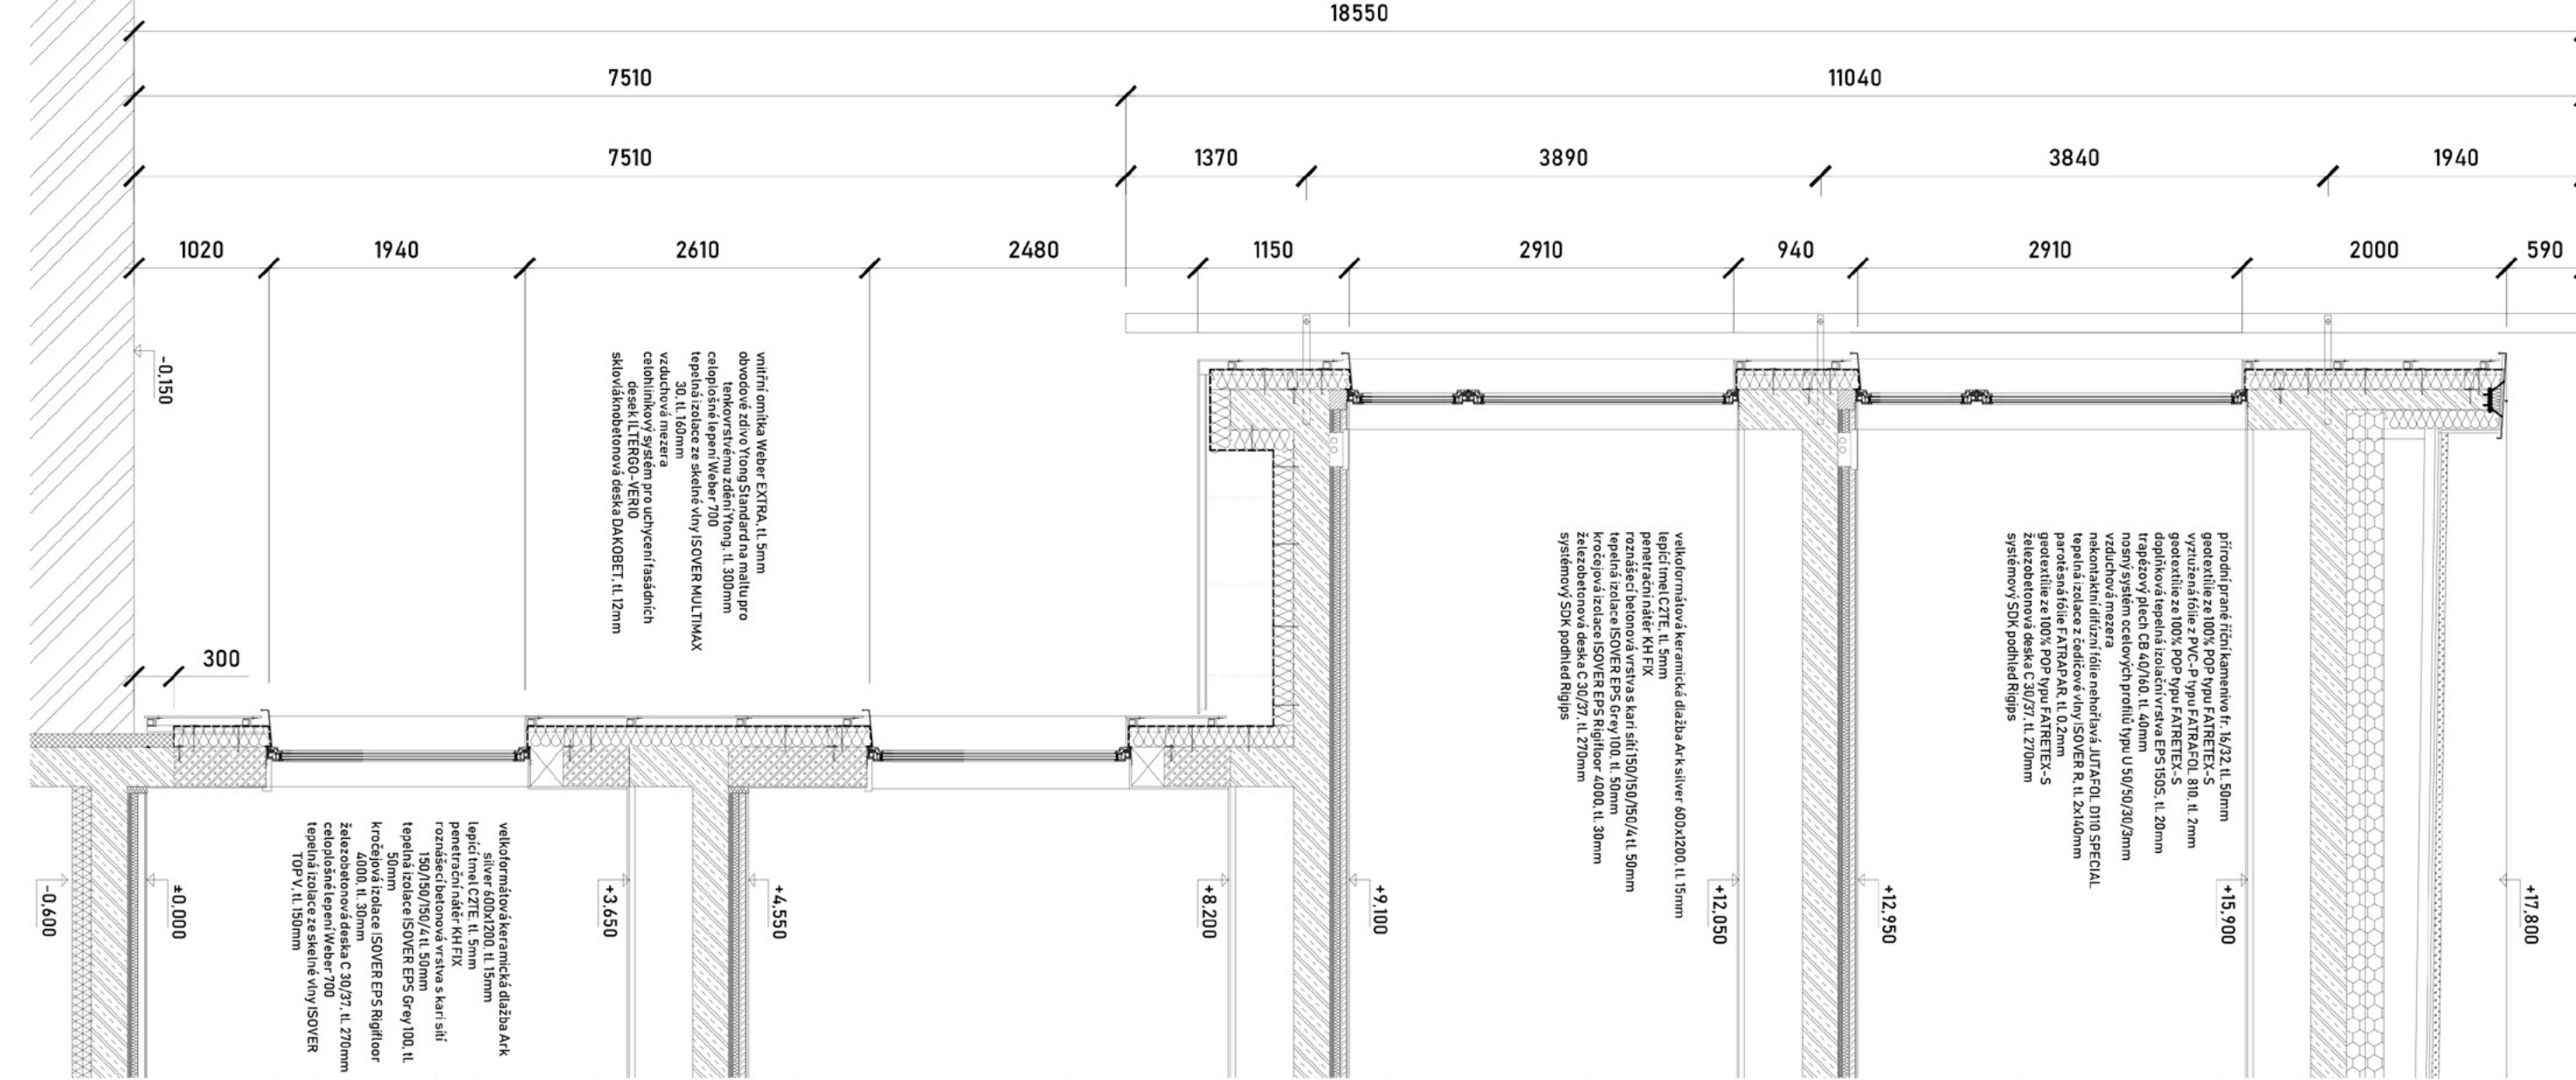 18550
7510
11040
7510
1370
3890
3840
1940
1020
1940
2610
2480
1150
2910
940
2910
2000
590
-0,150
vnitřní omítka Weber EXTRA, tl. 5mm
obvodové zdivo Ytong Standard na maltu pro
tenkovrstvému zdění Ytong, tl. 300mm
celoplošné lepení Weber 700
tepelná izolace ze skelné vlny ISOVER MULTIMAX
30, tl. 160mm
vzduchová mezera
celohliníkový systém pro uchycení fasádních
desek ILTERGO-VERIO
sklovláknobetonová deska DAKOBET, tl. 12mm
300
velkoformátová keramická dlažba Ark silver 600x1200, tl. 15mm
lepící tmel C2TE, tl. 5mm
penetrační nátěr KH FIX
roznášecí betonová vrstva s kari sítí 150/150/150/4 tl. 50mm
tepelná izolace ISOVER EPS Grey 100, tl. 50mm
kročejová izolace ISOVER EPS Rigifloor 4000, tl. 30mm
železobetonová deska C 30/37, tl. 270mm
systémový SDK podhled Rigips
přírodní prané říční kamenivo fr. 16/32, tl. 50mm
geotextílie ze 100% POP typu FATRETEX-S
vyztužená fólie z PVC-P typu FATRAFOL 810, tl. 2mm
geotextílie ze 100% POP typu FATRETEX-S
doplňková tepelná izolační vrstva EPS 150S, tl. 20mm
trapézový plech CB 40/160, tl. 40mm
nosný systém ocelových profilů typu U 50/50/30/3mm
vzduchová mezera
nekontaktní difúzní fólie nehořlavá JUTAFOL D110 SPECIAL
tepelná izolace z čedičové vlny ISOVER R, tl. 2x140mm
parotěsná fólie FATRAPAR, tl. 0,2mm
geotextílie ze 100% POP typu FATRETEX-S
železobetonová deska C 30/37, tl. 270mm
systémový SDK podhled Rigips
velkoformátová keramická dlažba Ark
silver 600x1200, tl. 15mm
lepící tmel C2TE, tl. 5mm
penetrační nátěr KH FIX
roznášecí betonová vrstva s kari sítí
150/150/150/4 tl. 50mm
tepelná izolace ISOVER EPS Grey 100, tl.
50mm
kročejová izolace ISOVER EPS Rigifloor
4000, tl. 30mm
železobetonová deska C 30/37, tl. 270mm
celoplošné lepení Weber 700
tepelná izolace ze skelné vlny ISOVER
TOP V, tl. 150mm
-0,600
±0,000
+3,650
+4,550
+8,200
+9,100
+12,050
+12,950
+15,900
+17,800